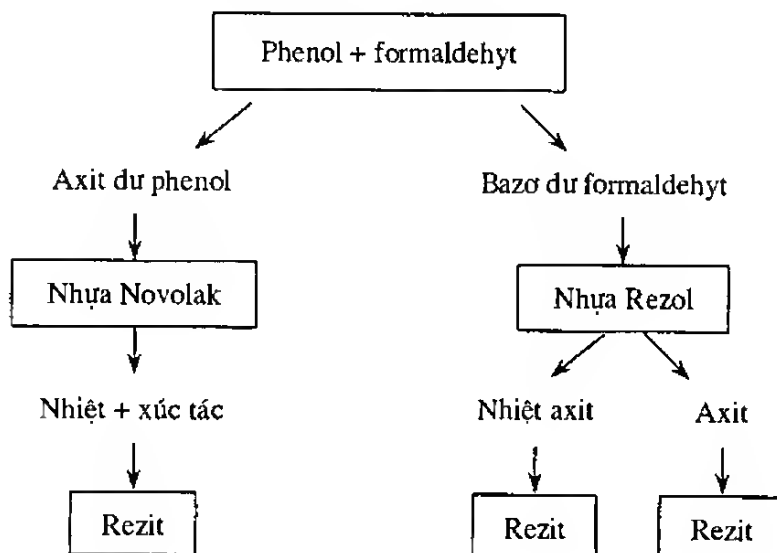 Phenol + formaldehyt
Axit dư phenol
Bazơ dư formaldehyt
Nhựa Novolak
Nhựa Rezol
Nhiệt + xúc tác
Nhiệt axit
Axit
Rezit
Rezit
Rezit